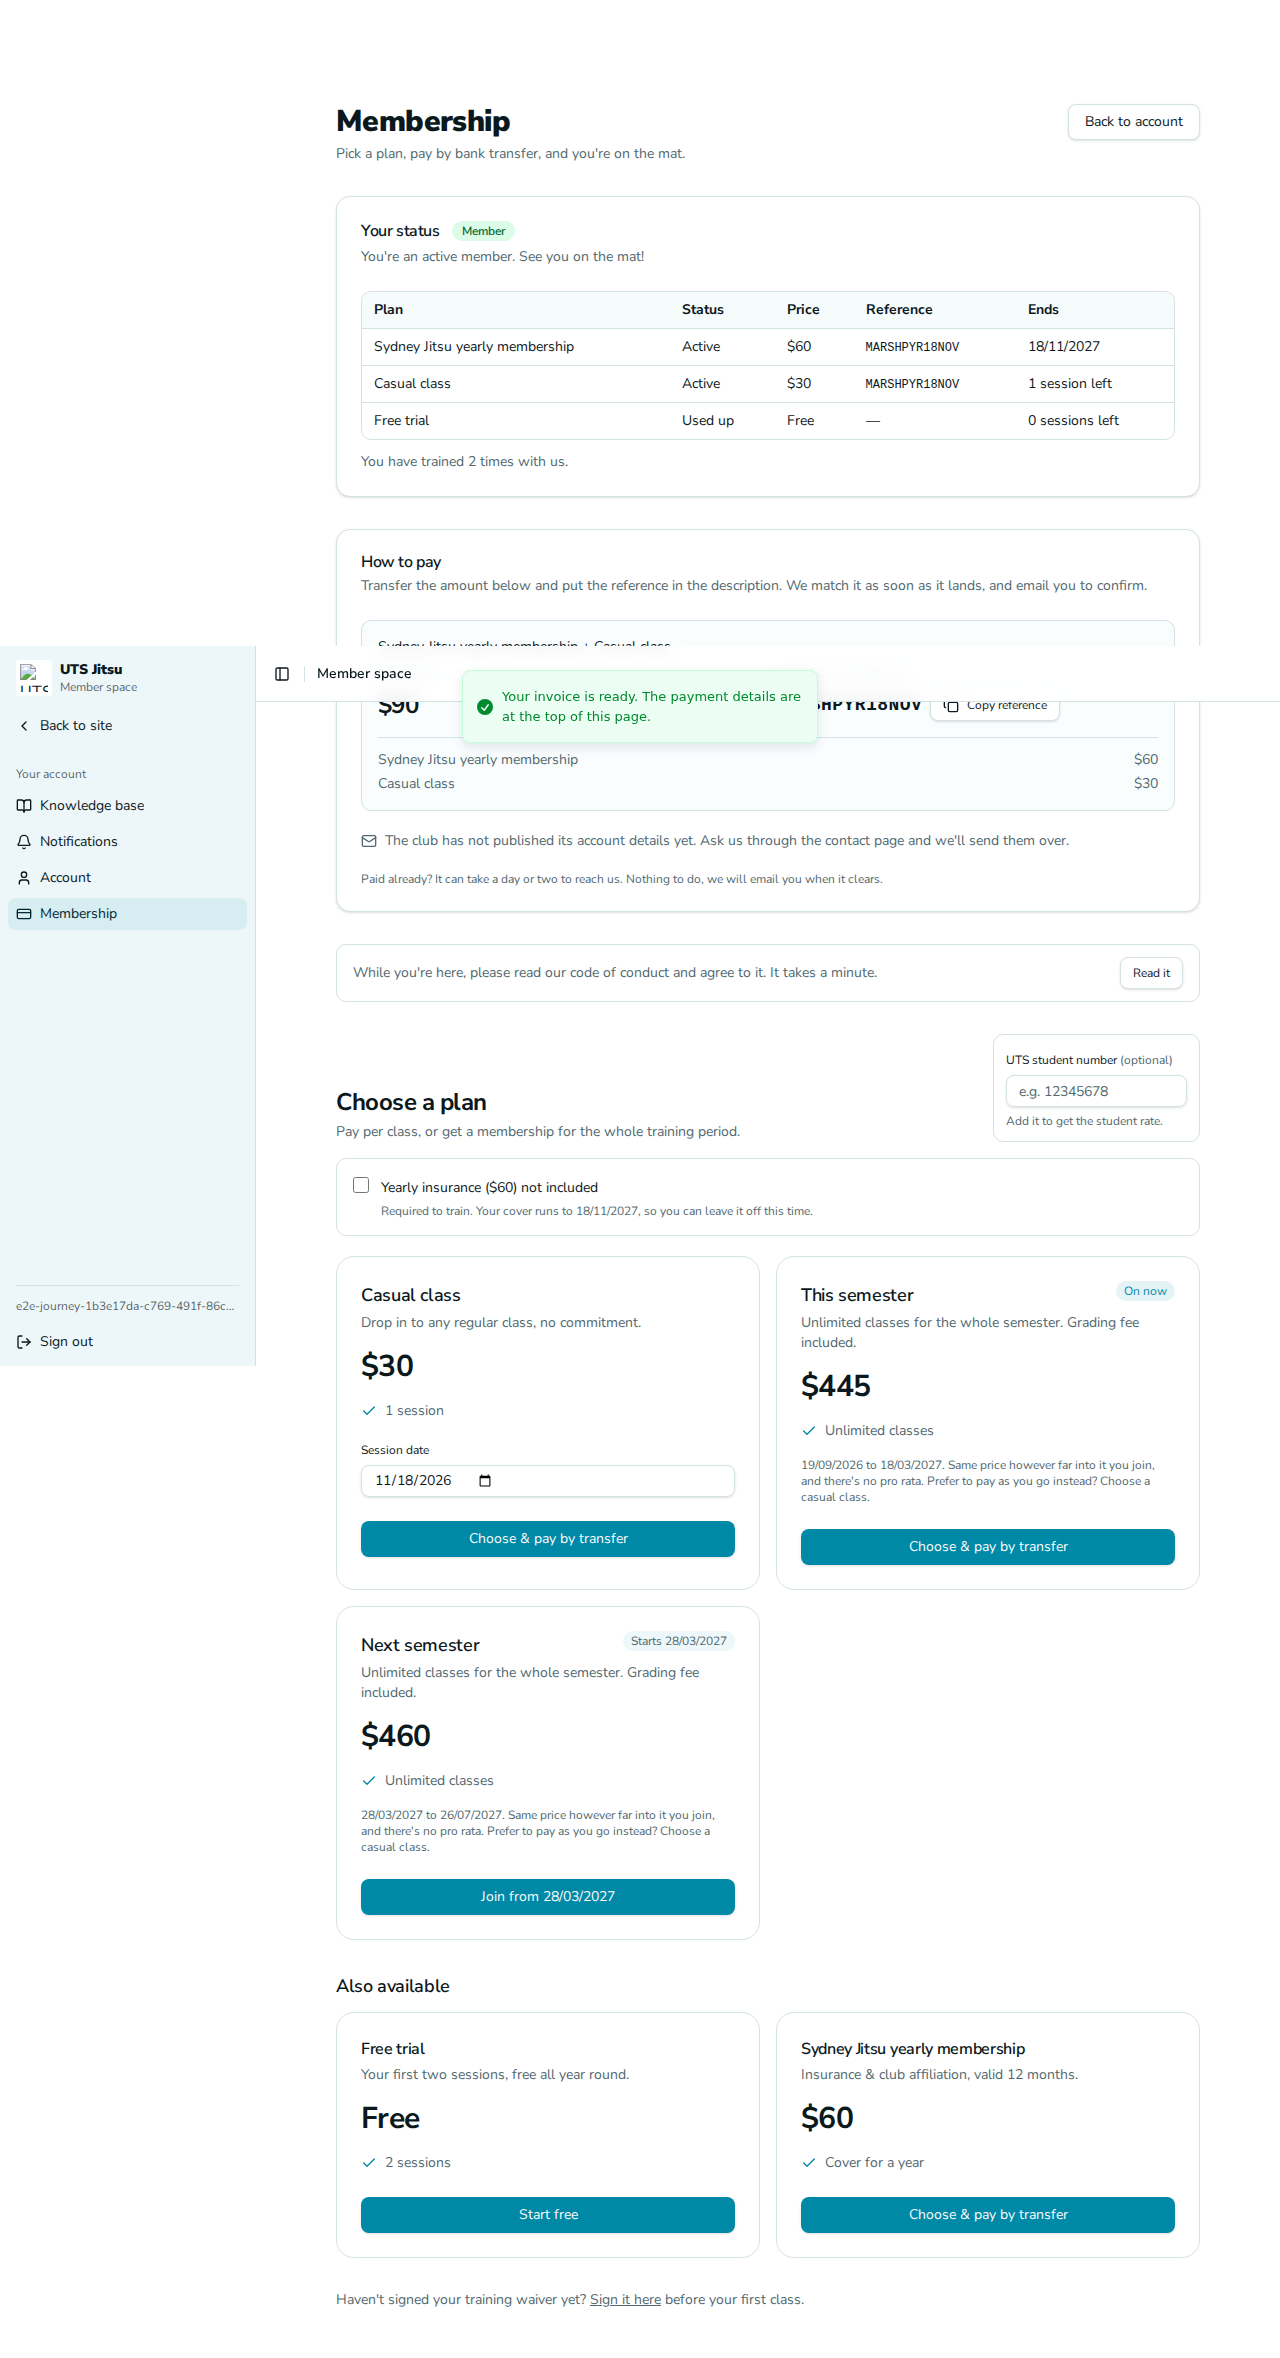 Membership
Back to account
Pick a plan, pay by bank transfer, and you're on the mat.
Your status Member
You're an active member. See you on the mat!
Plan Status Price Reference Ends
Sydney Jitsu yearly membership Active $60 MARSHPYR18NOV 18/11/2027
Casual class Active $30 MARSHPYR18NOV 1 session left
Free trial Used up Free — 0 sessions left
You have trained 2 times with us.
How to pay
Transfer the amount below and put the reference in the description. We match it as soon as it lands, and email you to confirm.
Sydney Jitsu yearly membership + Casual class
UTS Jitsu
Member space
Member space
Your invoice is ready. The payment details are
at the top of this page.
$90
SHPYR18NOV
Copy reference
Back to site
Sydney Jitsu yearly membership $60
Casual class $30
Your account
Knowledge base
Notifications
Account
Membership
The club has not published its account details yet. Ask us through the contact page and we'll send them over.
Paid already? It can take a day or two to reach us. Nothing to do, we will email you when it clears.
While you're here, please read our code of conduct and agree to it. It takes a minute.
Read it
UTS student number (optional)
e.g. 12345678
Add it to get the student rate.
Choose a plan
Pay per class, or get a membership for the whole training period.
Yearly insurance ($60) not included
Required to train. Your cover runs to 18/11/2027, so you can leave it off this time.
e2e-journey-1b3e17da-c769-491f-86c...
Sign out
Casual class
Drop in to any regular class, no commitment.
$30
1 session
Session date
11/18/2026
Choose & pay by transfer
This semester
On now
Unlimited classes for the whole semester. Grading fee
included.
$445
Unlimited classes
19/09/2026 to 18/03/2027. Same price however far into it you join,
and there's no pro rata. Prefer to pay as you go instead? Choose a
casual class.
Choose & pay by transfer
Next semester
Starts 28/03/2027
Unlimited classes for the whole semester. Grading fee
included.
$460
Unlimited classes
28/03/2027 to 26/07/2027. Same price however far into it you join,
and there's no pro rata. Prefer to pay as you go instead? Choose a
casual class.
Join from 28/03/2027
Also available
Free trial
Your first two sessions, free all year round.
Free
2 sessions
Start free
Sydney Jitsu yearly membership
Insurance & club affiliation, valid 12 months.
$60
Cover for a year
Choose & pay by transfer
Haven't signed your training waiver yet? Sign it here before your first class.